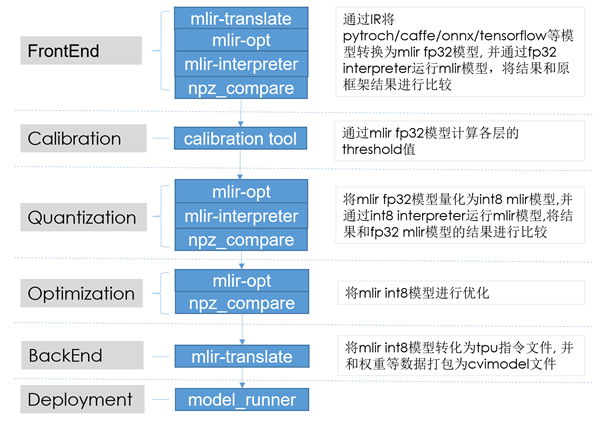 FrontEnd
mlir-translate
mlir-opt
mlir-interpreter
npz_compare
通过IR将
pytroch/caffe/onnx/tensorflow等模
型转换为mlir fp32模型, 并通过fp32
interpreter运行mlir模型，将结果和原
框架结果进行比较
Calibration
calibration tool
通过mlir fp32模型计算各层的
threshold值
Quantization
mlir-opt
mlir-interpreter
npz_compare
将mlir fp32模型量化为int8 mlir模型,并
通过int8 interpreter运行mlir模型,将结
果和fp32 mlir模型的结果进行比较
Optimization
mlir-opt
npz_compare
将mlir int8模型进行优化
BackEnd
mlir-translate
将mlir int8模型转化为tpu指令文件, 并
和权重等数据打包为cvimodel文件
Deployment
model_runner